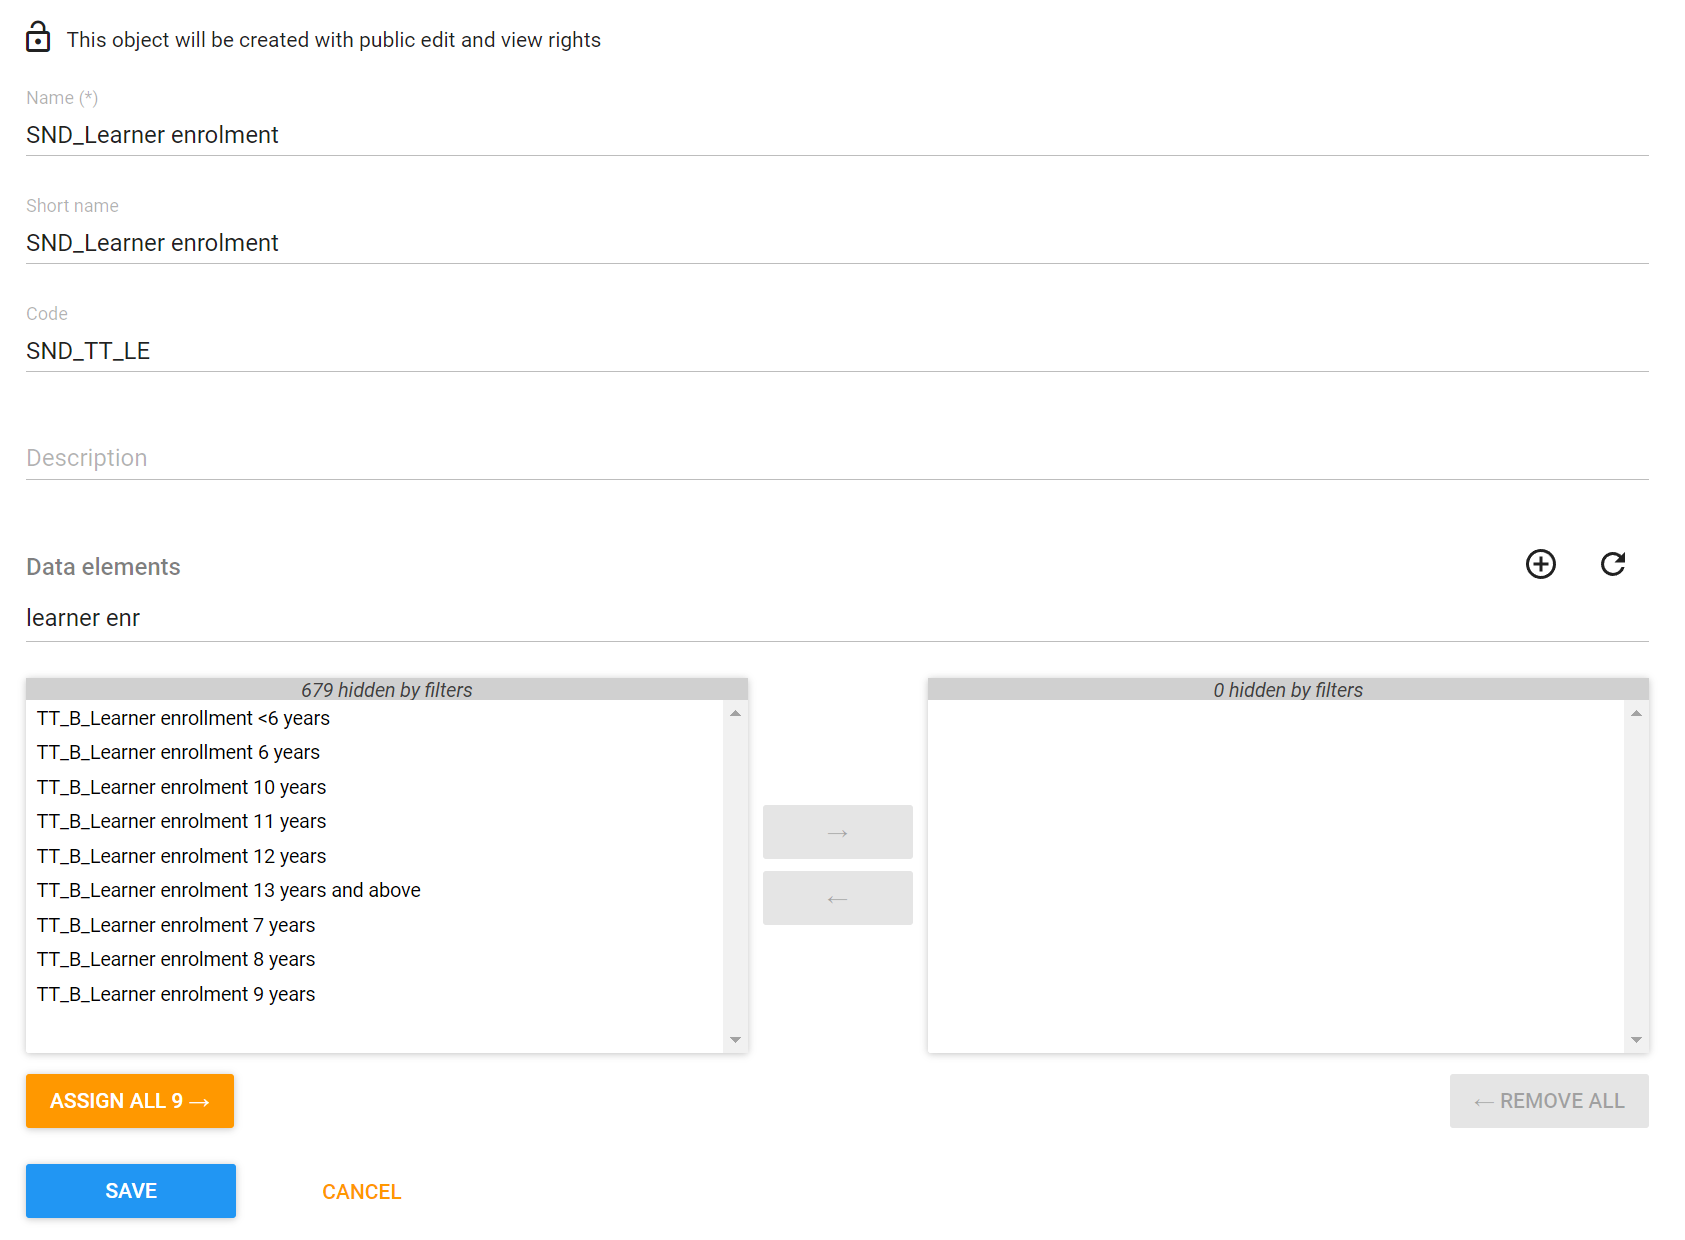 This object will be created with public edit and view rights
Name (*)
SND_Learner enrolment
Short name
SND_Learner enrolment
Code
SND_TT_LE
Description
Data elements
learner enr
679 hidden by filters
TT_B_Learner enrollment <6 years
TT_B_Learner enrollment 6 years
TT_B_Learner enrolment 10 years
TT_B_Learner enrolment 11 years
TT_B_Learner enrolment 12 years
TT_B_Learner enrolment 13 years and above
TT_B_Learner enrolment 7 years
TT_B_Learner enrolment 8 years
TT_B_Learner enrolment 9 years
→
←
0 hidden by filters
ASSIGN ALL 9 →
← REMOVE ALL
SAVE
CANCEL